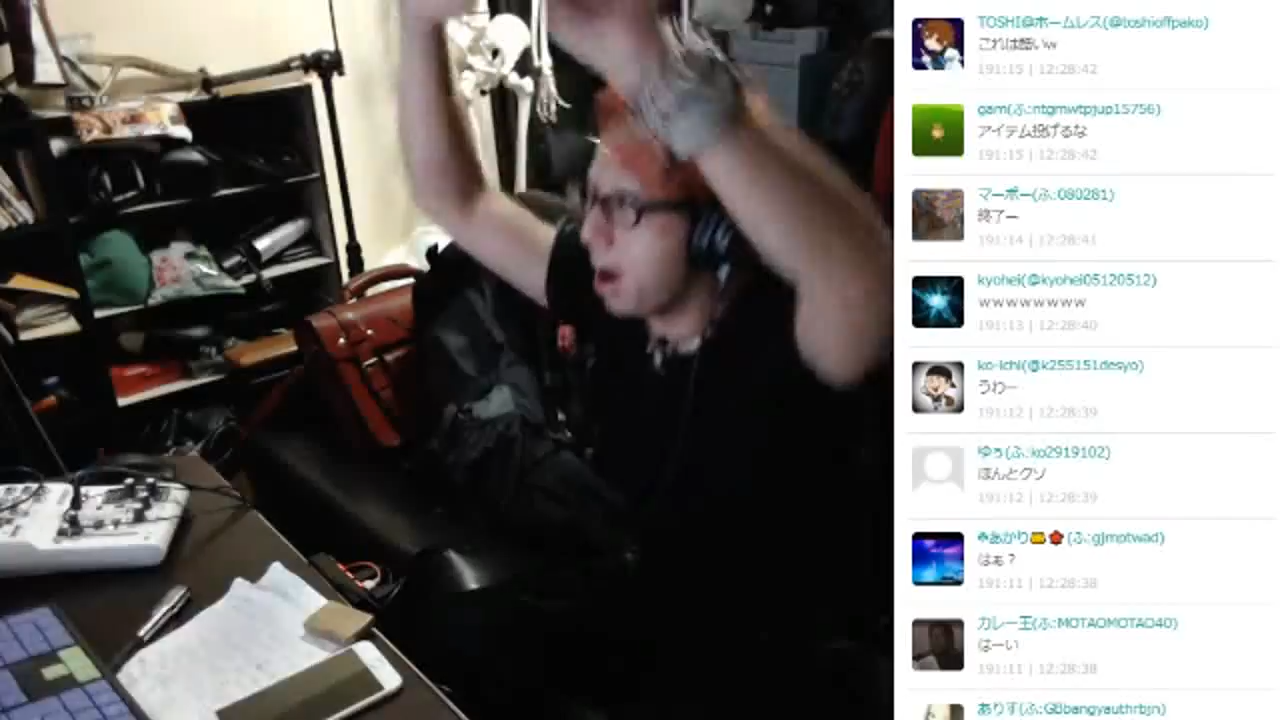 TOSHI@ホームレス(@toshioffpako)
これは酷いw
191:15 | 12:28:42
gam(ふ:ntgmwtpjup15756)
アイテム投げるな
191:15 | 12:28:42
マーボー(ふ:080281)
終了ー
191:14 | 12:28:41
kyohei(@kyohei05120512)
wwwwwwww
191:13 | 12:28:40
ko-ichi(@k255151desyo)
うわー
191:12 | 12:28:39
ゆぅ(ふ:ko2919102)
ほんとクソ
191:12 | 12:28:39
あかり (ふ:gjmptwad)
はぁ？
191:11 | 12:28:38
カレー王(ふ:MOTAOMOTAO40)
はーい
191:11 | 12:28:38
ありす(ふ:GBbangyauthrbjn)